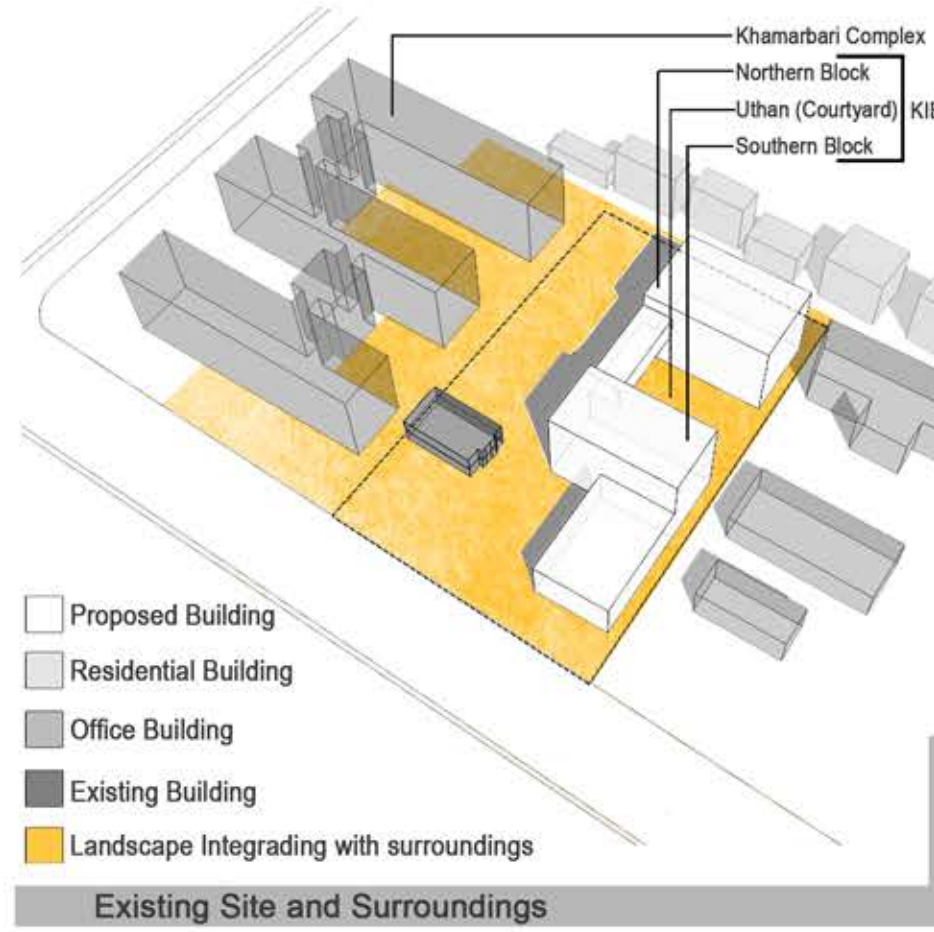 Khamarbari Complex
Northern Block
Uthan (Courtyard)
Southern Block
Proposed Building
Residential Building
Office Building
Existing Building
Landscape Integrading with surroundings
Existing Site and Surroundings